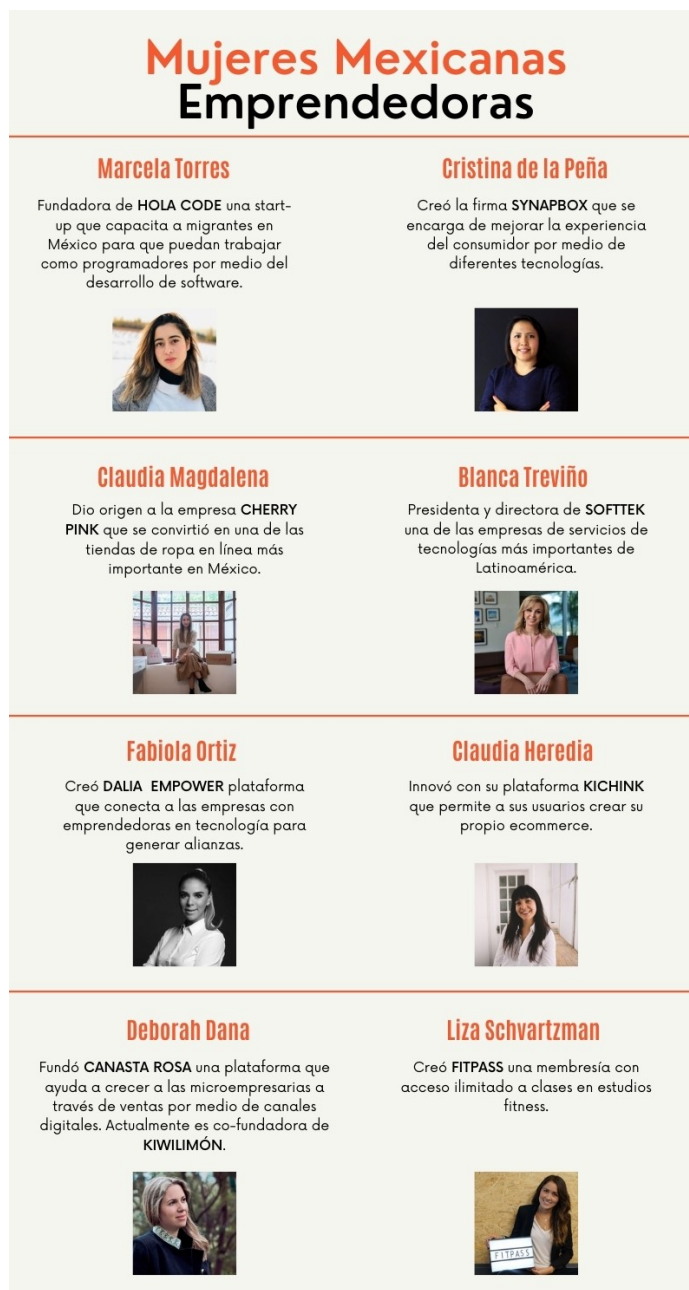 Mujeres Mexicanas
Emprendedoras
Marcela Torres
Fundadora de HOLA CODE una start-
up que capacita a migrantes en
México para que puedan trabajar
como programadores por medio del
desarrollo de software.
Cristina de la Peña
Creó la firma SYNAPBOX que se
encarga de mejorar la experiencia
del consumidor por medio de
diferentes tecnologías.
Claudia Magdalena
Dio origen a la empresa CHERRY
PINK que se convirtió en una de las
tiendas de ropa en línea más
importante en México.
Blanca Treviño
Presidenta y directora de SOFTTEK
una de las empresas de servicios de
tecnologías más importantes de
Latinoamérica.
Fabiola Ortiz
Creó DALIA EMPOWER plataforma
que conecta a las empresas con
emprendedoras en tecnología para
generar alianzas.
Claudia Heredia
Innovó con su plataforma KICHINK
que permite a sus usuarios crear su
propio ecommerce.
Deborah Dana
Fundó CANASTA ROSA una plataforma que
ayuda a crecer a las microempresarias a
través de ventas por medio de canales
digitales. Actualmente es co-fundadora de
KIWILIMÓN.
Liza Schvartzman
Creó FITPASS una membresía con
acceso ilimitado a clases en estudios
fitness.
FITPASS